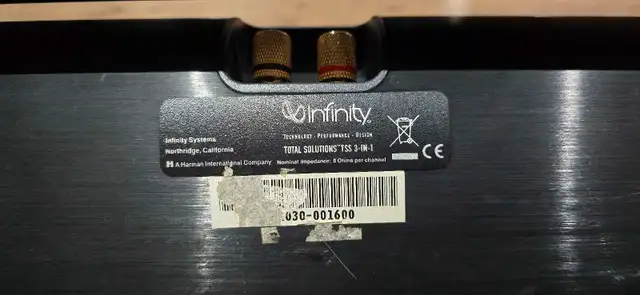 Infinity
TECHNOLOGY · PERFORMANCE · DESIGN
TOTAL SOLUTIONS™ TSS 3-IN-1
Nominal Impedance: 8 Ohms per channel
Infinity Systems
Northridge, California
H A Harman International Company
CE
030-001600